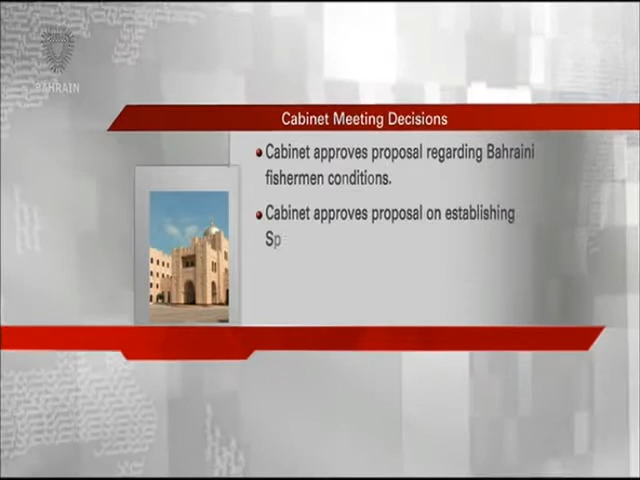 BAHRAIN
Cabinet Meeting Decisions
Cabinet approves proposal regarding Bahraini
fishermen conditions.
Cabinet approves proposal on establishing
Sp